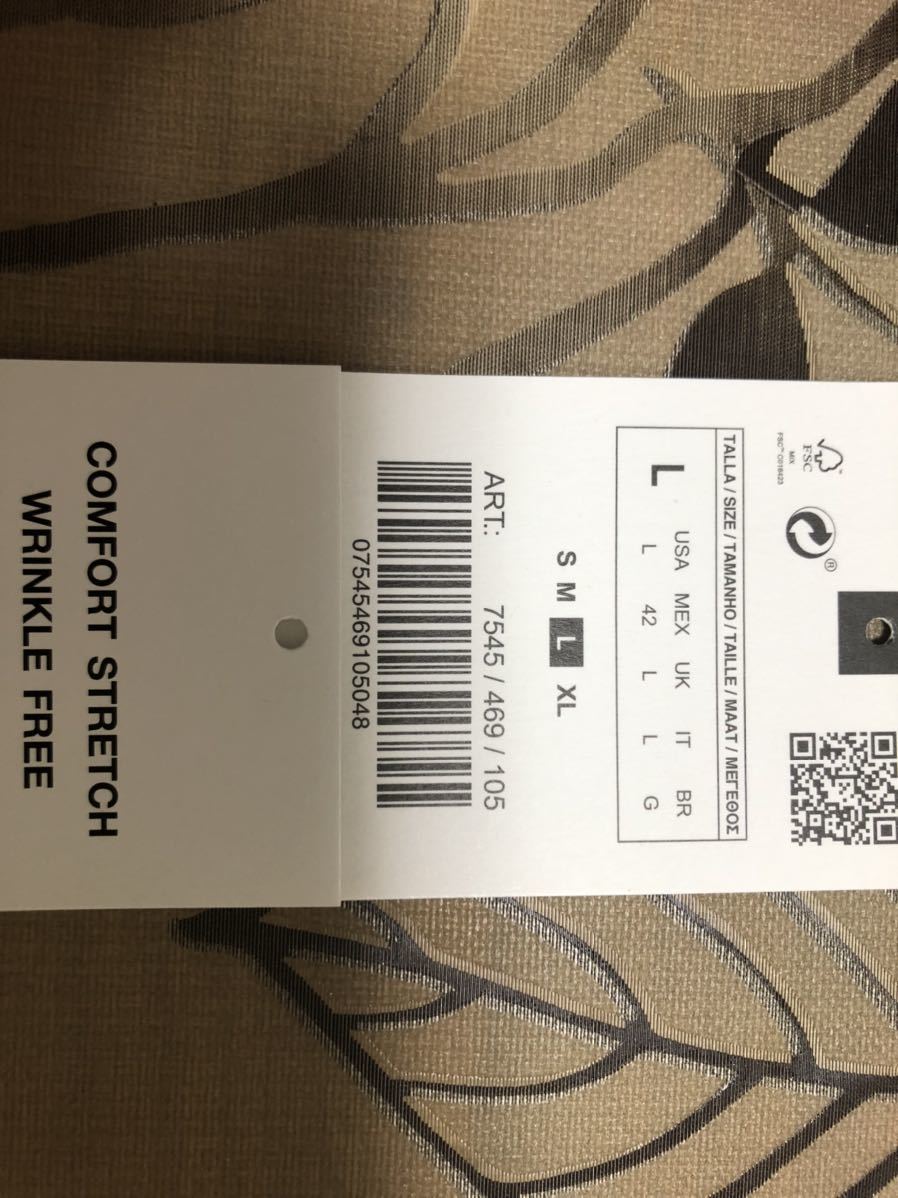 FSC
MIX
FSC™ C018423
®
TALLA / SIZE / TAMANHO / TAILLE / MAAT / ΜΕΓΕΘΟΣ
USA MEX UK IT BR
L L 42 L L G
S M L XL
ART.: 7545 / 469 / 105
07545469105048
COMFORT STRETCH
WRINKLE FREE